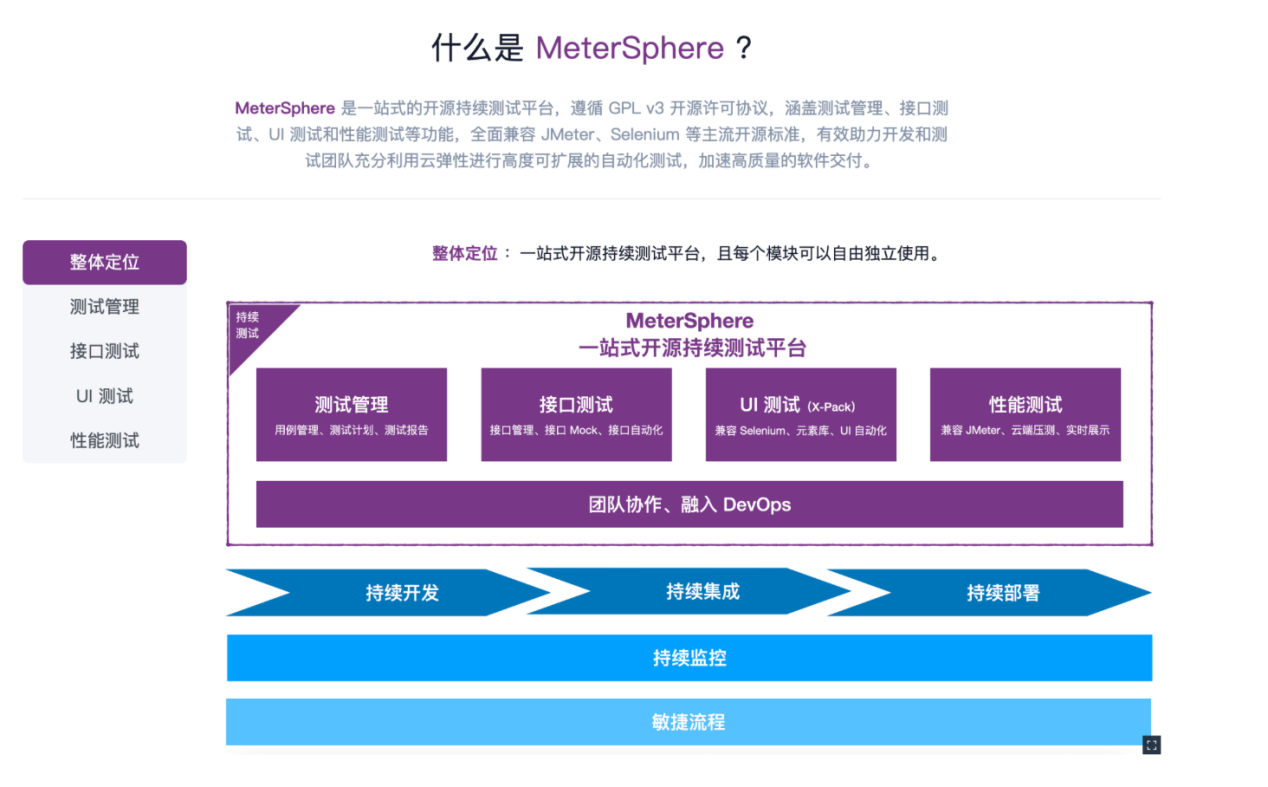 什么是 MeterSphere ?
MeterSphere 是一站式的开源持续测试平台，遵循 GPL v3 开源许可协议，涵盖测试管理、接口测
试、UI 测试和性能测试等功能，全面兼容 JMeter、Selenium 等主流开源标准，有效助力开发和测
试团队充分利用云弹性进行高度可扩展的自动化测试，加速高质量的软件交付。
整体定位
测试管理
接口测试
UI 测试
性能测试
整体定位 ： 一站式开源持续测试平台，且每个模块可以自由独立使用。
持续
测试
MeterSphere
一站式开源持续测试平台
测试管理
用例管理、测试计划、测试报告
接口测试
接口管理、接口 Mock、接口自动化
UI 测试 (X-Pack)
兼容 Selenium、元素库、UI 自动化
性能测试
兼容 JMeter、云端压测、实时展示
团队协作、融入 DevOps
持续开发
持续集成
持续部署
持续监控
敏捷流程